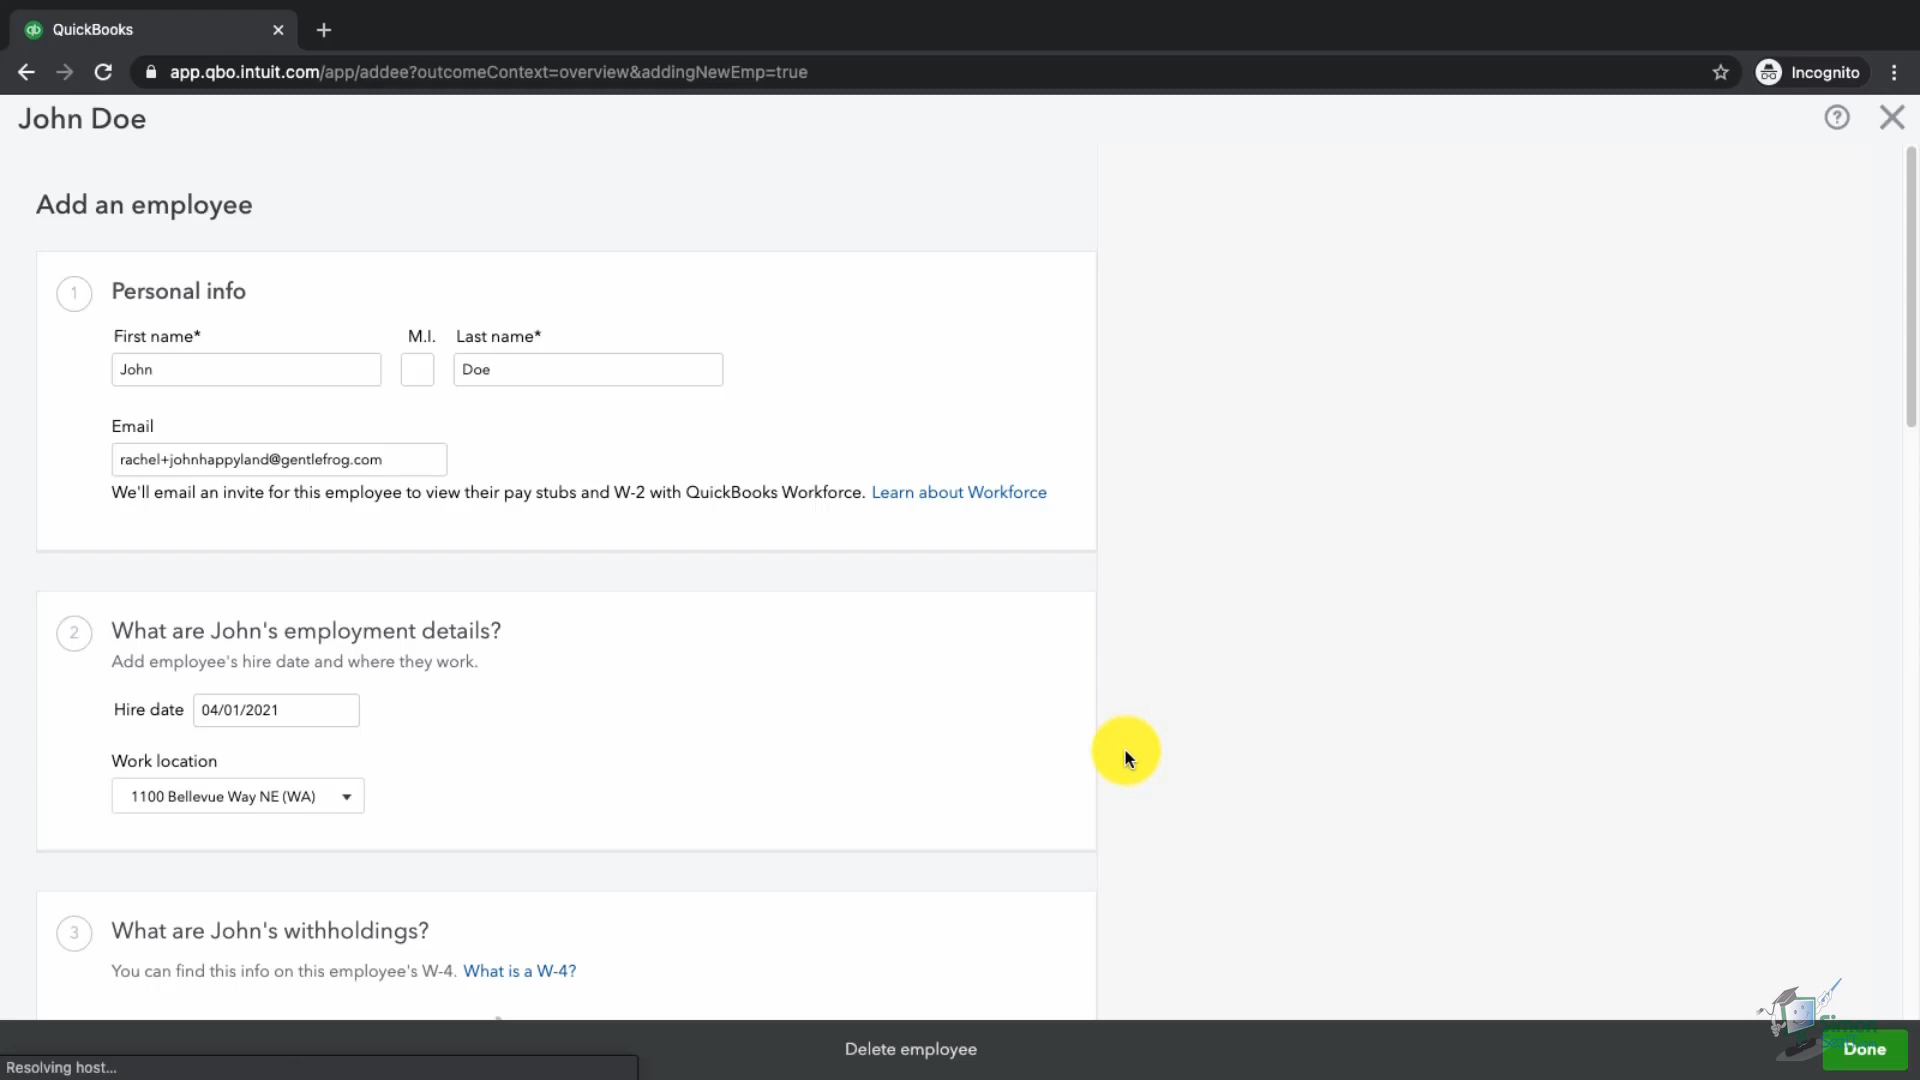 QuickBooks
app.qbo.intuit.com/app/addee?outcomeContext=overview&addingNewEmp=true
Incognito
John Doe
Add an employee
1 Personal info
First name* M.I. Last name*
John Doe
Email
rachel+johnhappyland@gentlefrog.com
We'll email an invite for this employee to view their pay stubs and W-2 with QuickBooks Workforce. Learn about Workforce
2 What are John's employment details?
Add employee's hire date and where they work.
Hire date 04/01/2021
Work location
1100 Bellevue Way NE (WA)
3 What are John's withholdings?
You can find this info on this employee's W-4. What is a W-4?
Delete employee
Done
Resolving host...